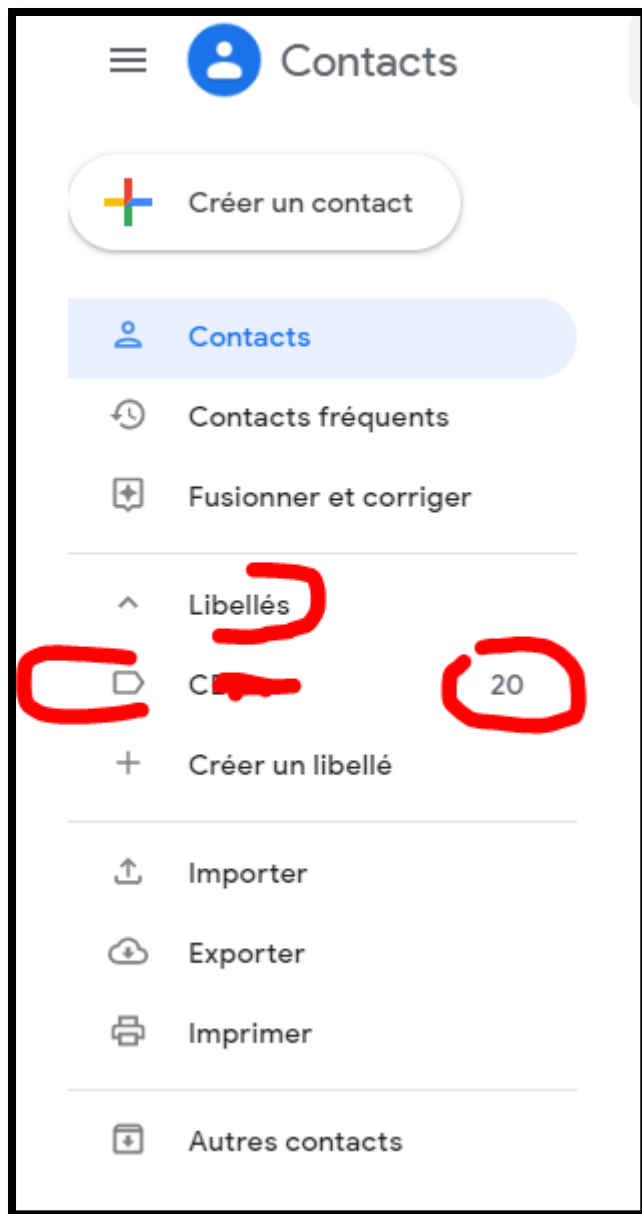 Contacts
Créer un contact
Contacts
Contacts fréquents
Fusionner et corriger
Libellés
20
Créer un libellé
Importer
Exporter
Imprimer
Autres contacts